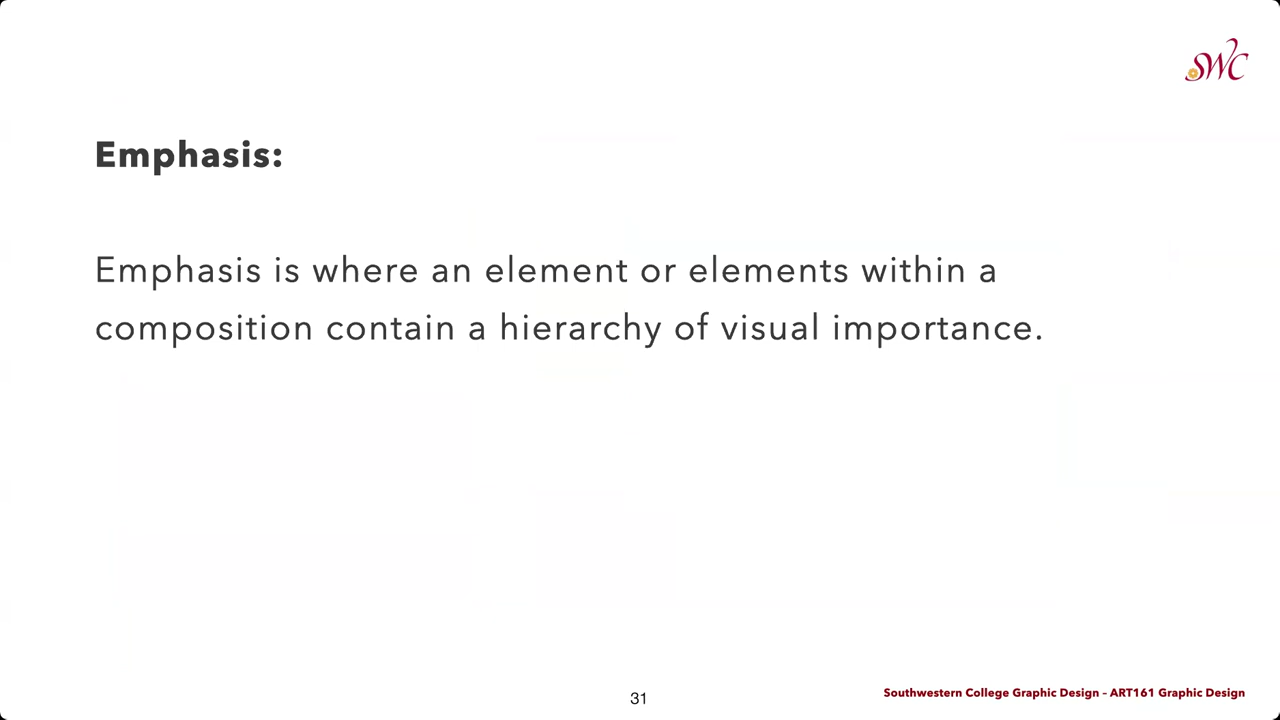 SWC
Emphasis:
Emphasis is where an element or elements within a
composition contain a hierarchy of visual importance.
31
Southwestern College Graphic Design – ART161 Graphic Design